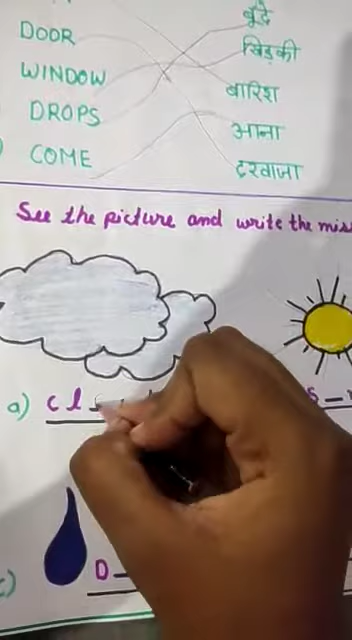 बूँदे
DOOR
खिड़की
WINDOW
बारिश
DROPS
आना
COME
दरवाजा
See the picture and write the mis
a) cl
s
c) D